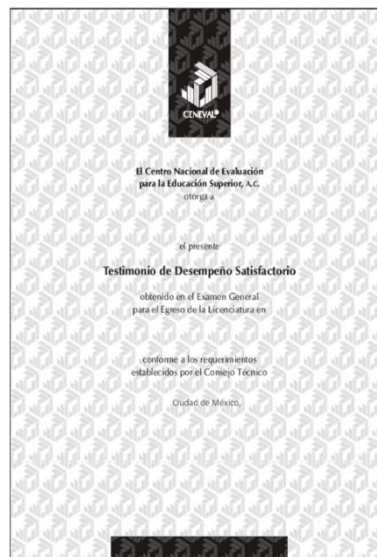 CENEVAL®
El Centro Nacional de Evaluación
para la Educación Superior, A.C.
otorga a
el presente
Testimonio de Desempeño Satisfactorio
obtenido en el Examen General
para el Egreso de la Licenciatura en
conforme a los requerimientos
establecidos por el Consejo Técnico
Ciudad de México,